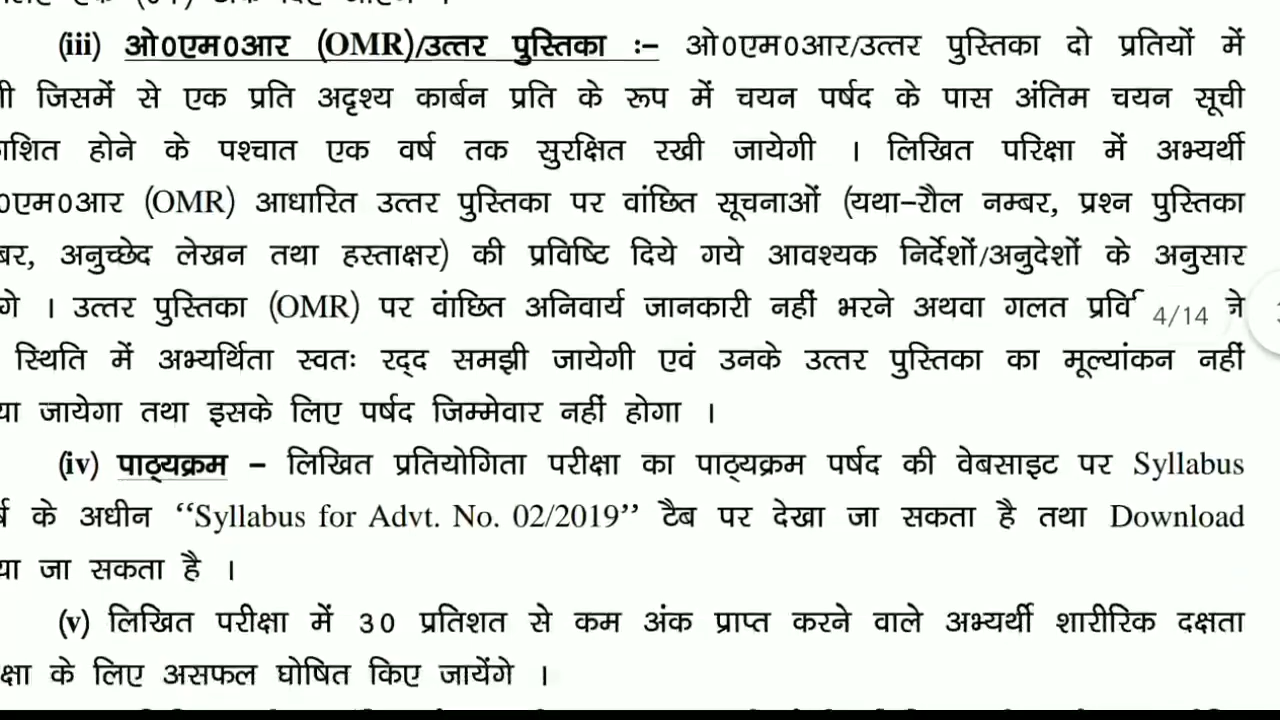 (iii) ओ0एम0आर (OMR)/उत्तर पुस्तिका :– ओ0एम0आर/उत्तर पुस्तिका दो प्रतियों में
जिसमें से एक प्रति अदृश्य कार्बन प्रति के रूप में चयन पर्षद के पास अंतिम चयन सूची
होने के पश्चात एक वर्ष तक सुरक्षित रखी जायेगी । लिखित परिक्षा में अभ्यर्थी
0एम0आर (OMR) आधारित उत्तर पुस्तिका पर वांछित सूचनाओं (यथा–रौल नम्बर, प्रश्न पुस्तिका
बर, अनुच्छेद लेखन तथा हस्ताक्षर) की प्रविष्टि दिये गये आवश्यक निर्देशों/अनुदेशों के अनुसार
गे । उत्तर पुस्तिका (OMR) पर वांछित अनिवार्य जानकारी नहीं भरने अथवा गलत 4/14 ने
स्थिति में अभ्यर्थिता स्वतः रद्द समझी जायेगी एवं उनके उत्तर पुस्तिका का मूल्यांकन नहीं
या जायेगा तथा इसके लिए पर्षद जिम्मेवार नहीं होगा ।
(iv) पाठ्यक्रम – लिखित प्रतियोगिता परीक्षा का पाठ्यक्रम पर्षद की वेबसाइट पर Syllabus
के अधीन “Syllabus for Advt. No. 02/2019” टैब पर देखा जा सकता है तथा Download
या जा सकता है ।
(v) लिखित परीक्षा में 30 प्रतिशत से कम अंक प्राप्त करने वाले अभ्यर्थी शारीरिक दक्षता
क्षा के लिए असफल घोषित किए जायेंगे ।